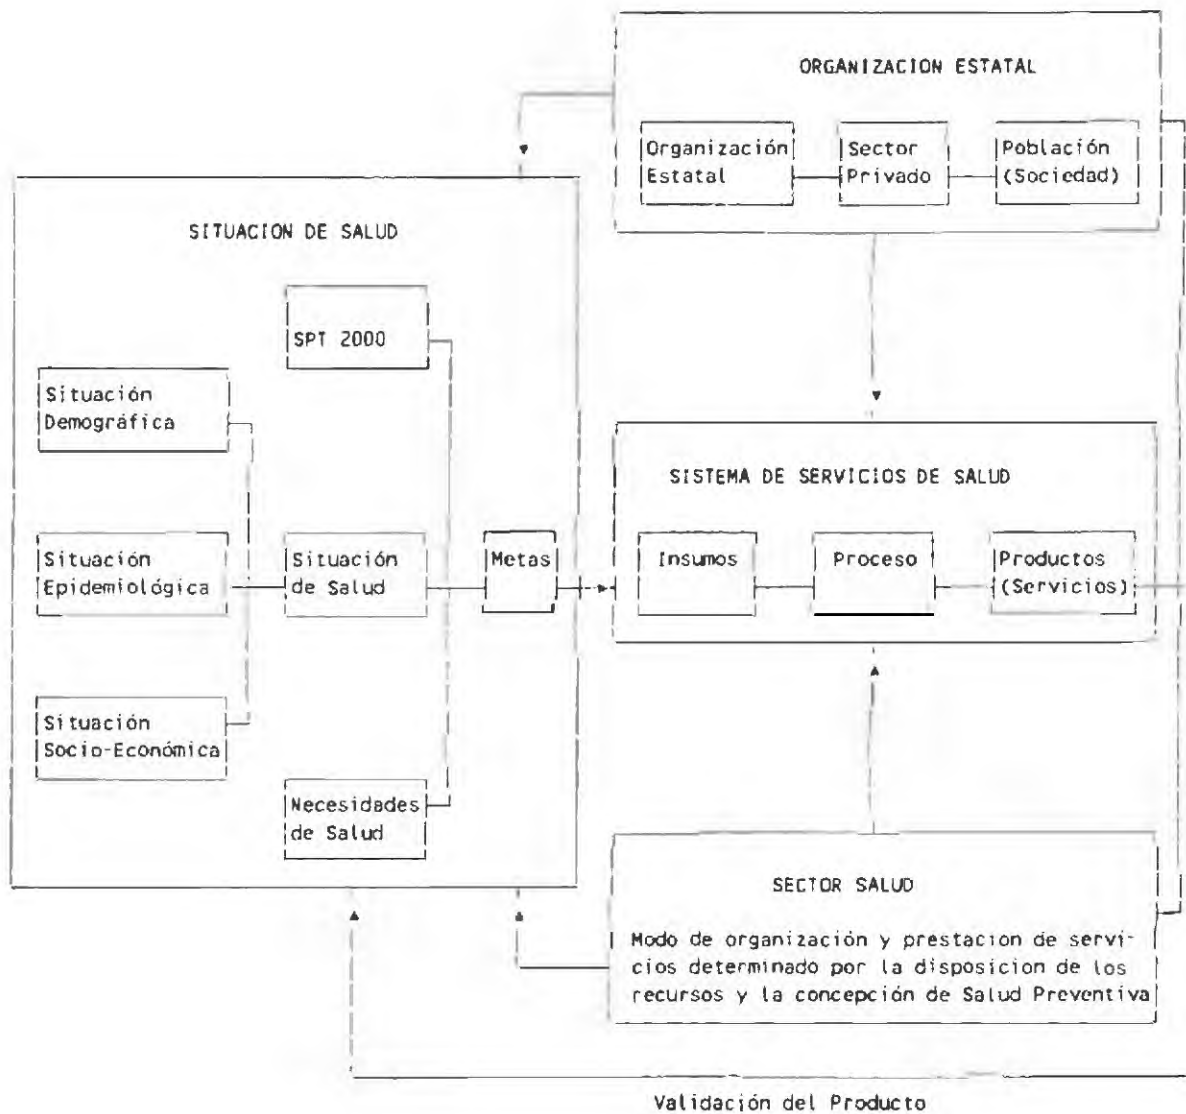 ORGANIZACION ESTATAL
Organización
Estatal
Sector
Privado
Población
(Sociedad)
SITUACION DE SALUD
SPT 2000
Situación
Demográfica
Situación
Epidemiológica
Situación
de Salud
Metas
Situación
Socio-Económica
Necesidades
de Salud
SISTEMA DE SERVICIOS DE SALUD
Insumos
Proceso
Productos
(Servicios)
SECTOR SALUD
Modo de organización y prestacion de servi-
cios determinado por la disposicion de los
recursos y la concepción de Salud Preventiva
Validación del Producto